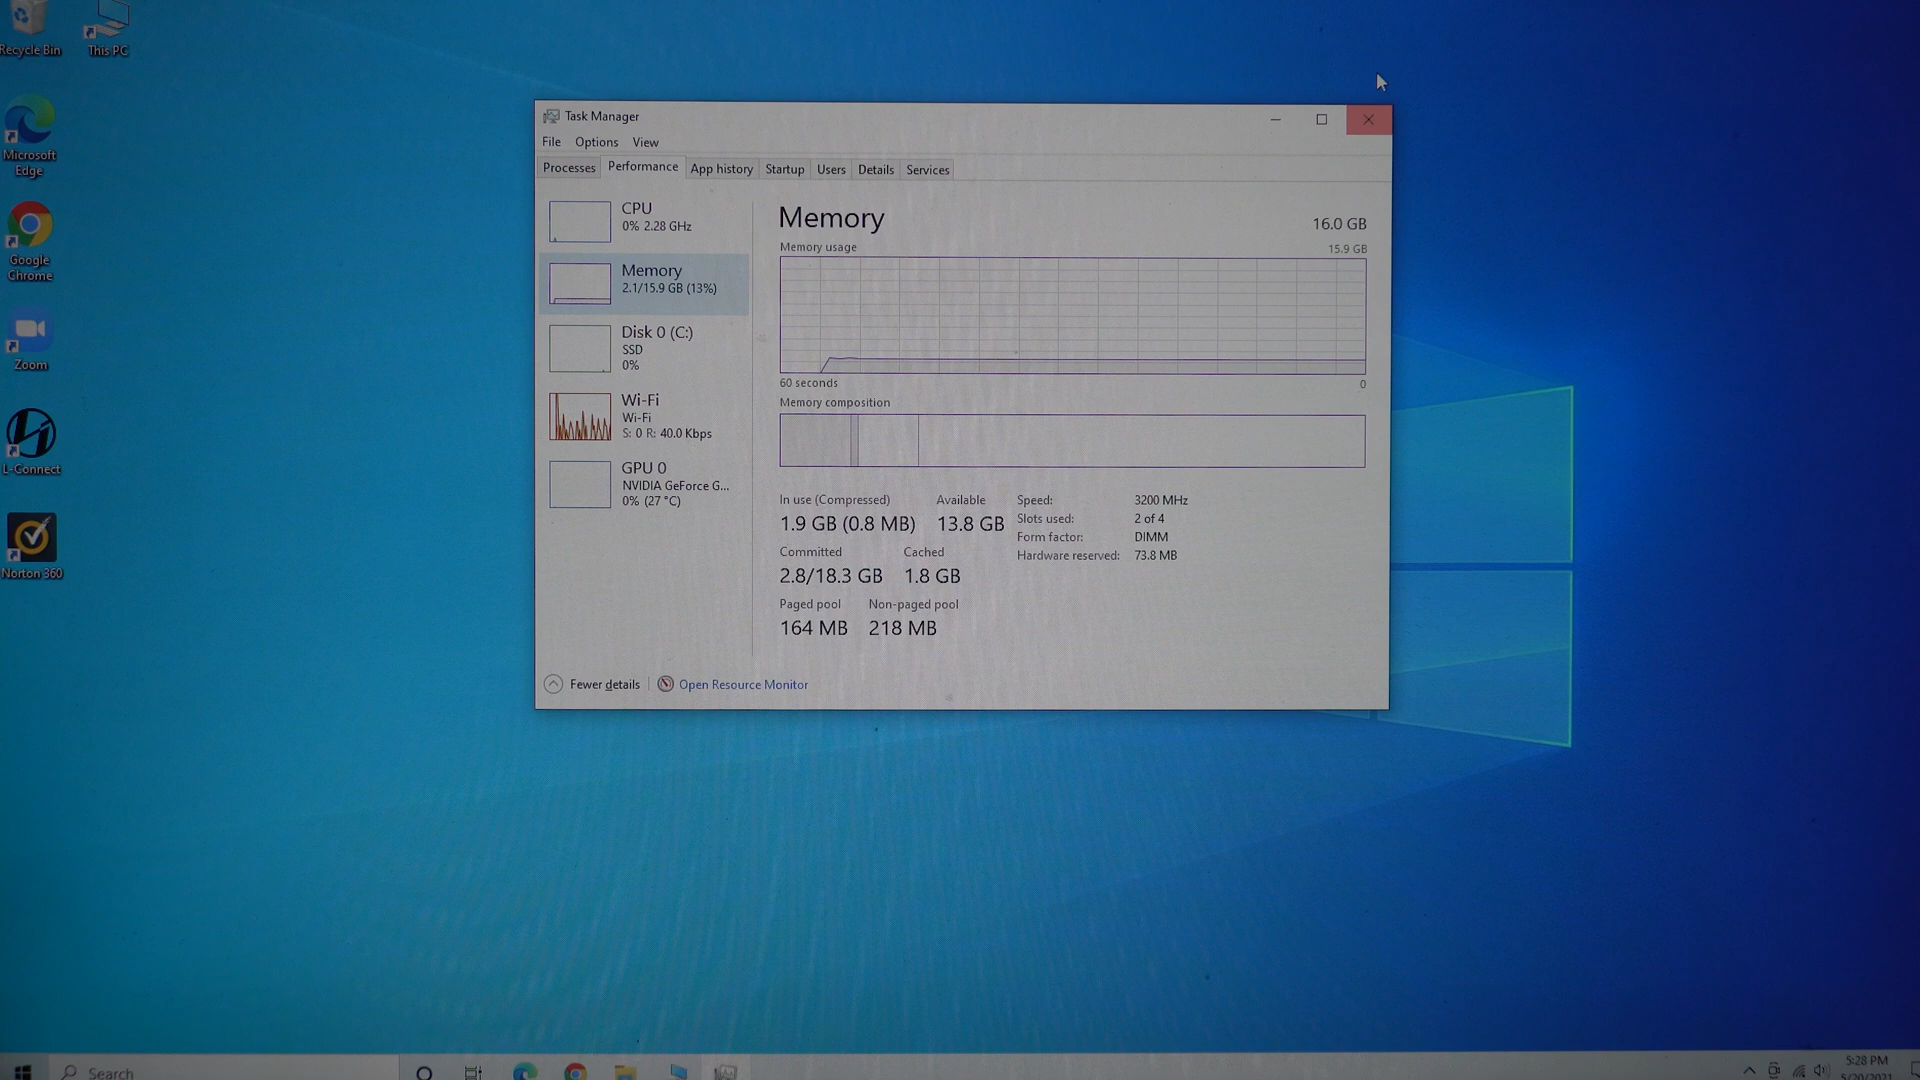 Recycle Bin
This PC
Microsoft
Edge
Google
Chrome
Zoom
L-Connect
Norton 360
Task Manager
File Options View
Processes Performance App history Startup Users Details Services
CPU
0% 2.28 GHz
Memory
2.1/15.9 GB (13%)
Disk 0 (C:)
SSD
0%
Wi-Fi
Wi-Fi
S: 0 R: 40.0 Kbps
GPU 0
NVIDIA GeForce G...
0% (27 °C)
Memory 16.0 GB
Memory usage 15.9 GB
60 seconds 0
Memory composition
In use (Compressed) Available
1.9 GB (0.8 MB) 13.8 GB
Committed Cached
2.8/18.3 GB 1.8 GB
Paged pool Non-paged pool
164 MB 218 MB
Speed: 3200 MHz
Slots used: 2 of 4
Form factor: DIMM
Hardware reserved: 73.8 MB
Fewer details Open Resource Monitor
Search
5:28 PM
5/20/2021